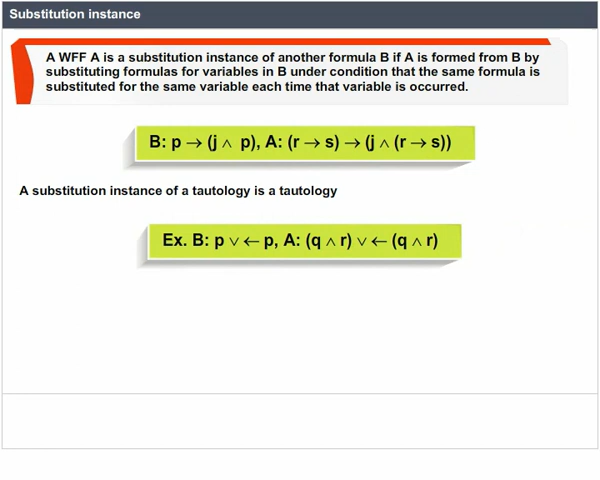 Substitution instance
A WFF A is a substitution instance of another formula B if A is formed from B by
substituting formulas for variables in B under condition that the same formula is
substituted for the same variable each time that variable is occurred.
B: p → (j ∧ p), A: (r → s) → (j ∧ (r → s))
A substitution instance of a tautology is a tautology
Ex. B: p ∨ ← p, A: (q ∧ r) ∨ ← (q ∧ r)